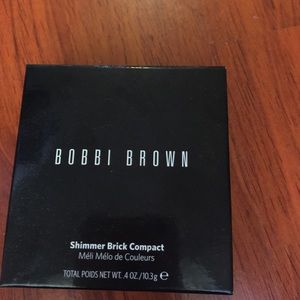 BOBBI BROWN
Shimmer Brick Compact
Méli Mélo de Couleurs
TOTAL POIDS NET WT. .4 OZ./10.3g ℮